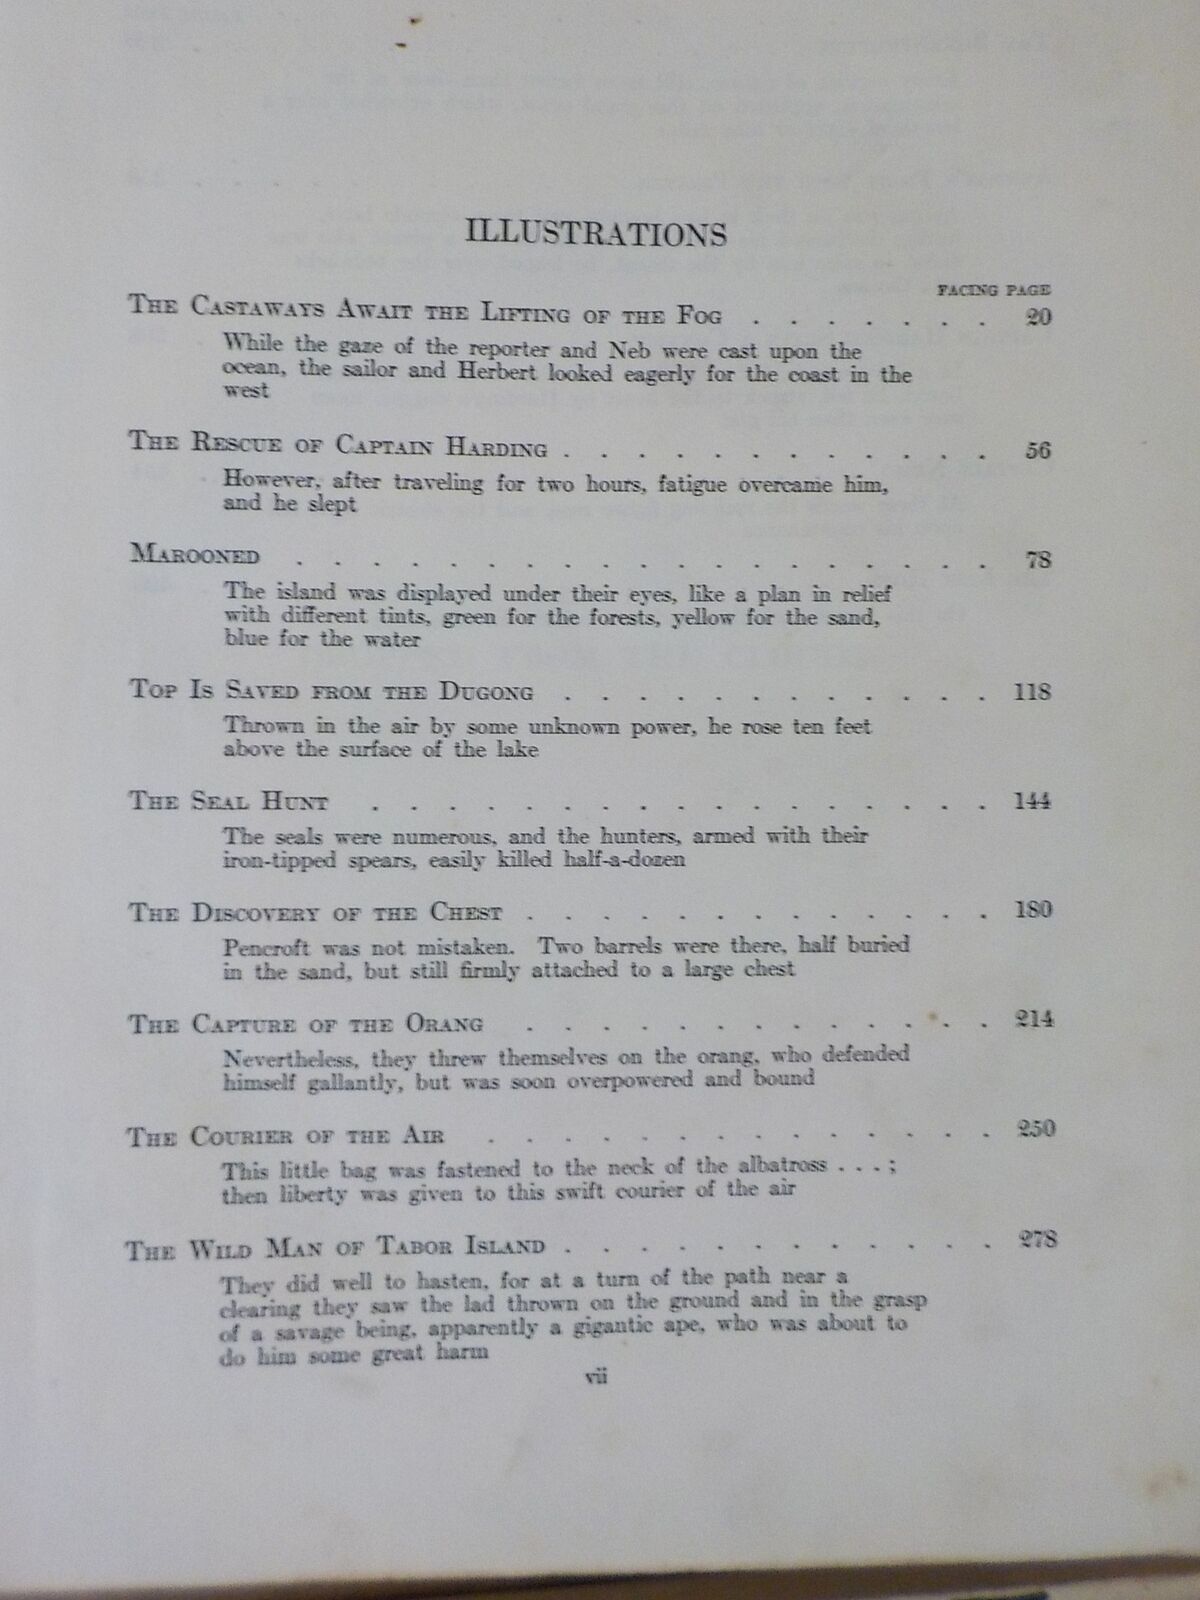 ILLUSTRATIONS
FACING PAGE
The Castaways Await the Lifting of the Fog . . . . . . . 20
While the gaze of the reporter and Neb were cast upon the
ocean, the sailor and Herbert looked eagerly for the coast in the
west
The Rescue of Captain Harding . . . . . . . . . . . . 56
However, after traveling for two hours, fatigue overcame him,
and he slept
Marooned . . . . . . . . . . . . . . . . . . . 78
The island was displayed under their eyes, like a plan in relief
with different tints, green for the forests, yellow for the sand,
blue for the water
Top Is Saved from the Dugong . . . . . . . . . . . . 118
Thrown in the air by some unknown power, he rose ten feet
above the surface of the lake
The Seal Hunt . . . . . . . . . . . . . . . . . 144
The seals were numerous, and the hunters, armed with their
iron-tipped spears, easily killed half-a-dozen
The Discovery of the Chest . . . . . . . . . . . . . 180
Pencroft was not mistaken. Two barrels were there, half buried
in the sand, but still firmly attached to a large chest
The Capture of the Orang . . . . . . . . . . . . . 214
Nevertheless, they threw themselves on the orang, who defended
himself gallantly, but was soon overpowered and bound
The Courier of the Air . . . . . . . . . . . . . . 250
This little bag was fastened to the neck of the albatross . . . ;
then liberty was given to this swift courier of the air
The Wild Man of Tabor Island . . . . . . . . . . . . 278
They did well to hasten, for at a turn of the path near a
clearing they saw the lad thrown on the ground and in the grasp
of a savage being, apparently a gigantic ape, who was about to
do him some great harm
vii